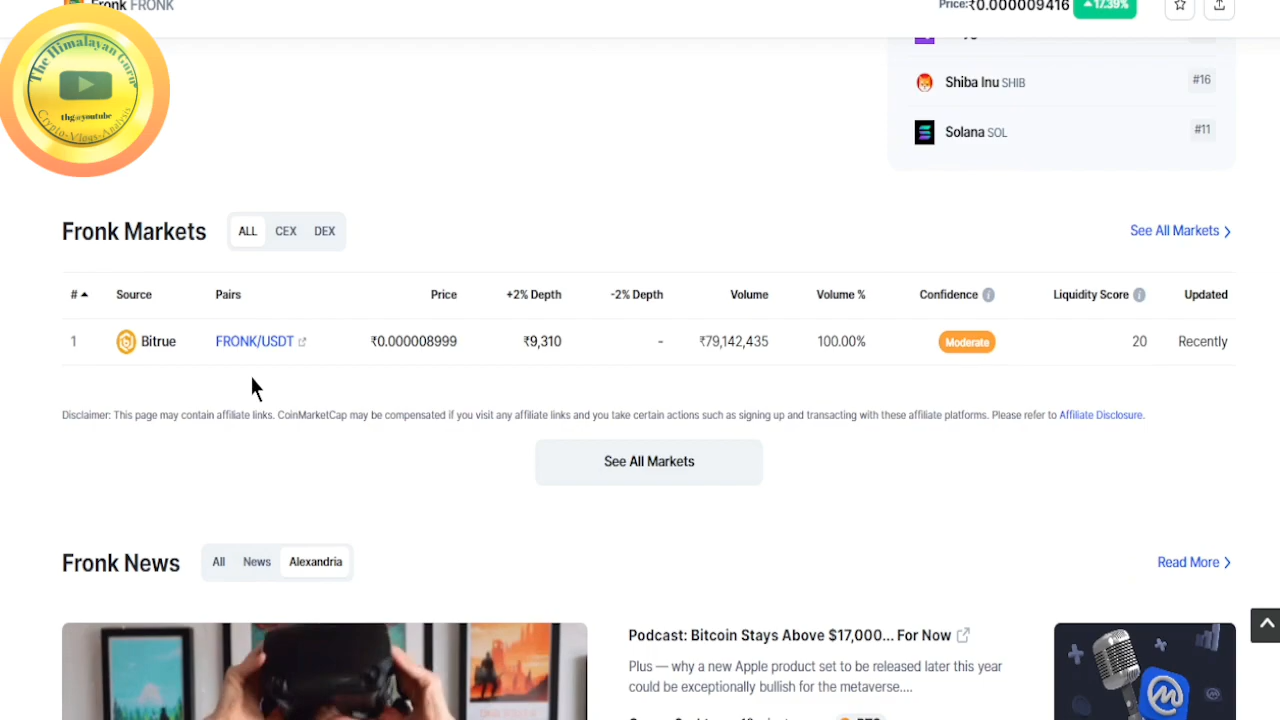 Fronk FRONK
Price:₹0.000009416 17.39%
The Himalayan Guru
thg@youtube
Crypto-Vlogs-Analysis
Shiba Inu SHIB #16
Solana SOL #11
Fronk Markets ALL CEX DEX See All Markets
# Source Pairs Price +2% Depth -2% Depth Volume Volume % Confidence Liquidity Score Updated
1 Bitrue FRONK/USDT ₹0.000008999 ₹9,310 - ₹79,142,435 100.00% Moderate 20 Recently
Disclaimer: This page may contain affiliate links. CoinMarketCap may be compensated if you visit any affiliate links and you take certain actions such as signing up and transacting with these affiliate platforms. Please refer to Affiliate Disclosure.
See All Markets
Fronk News All News Alexandria Read More
Podcast: Bitcoin Stays Above $17,000... For Now
Plus — why a new Apple product set to be released later this year
could be exceptionally bullish for the metaverse....